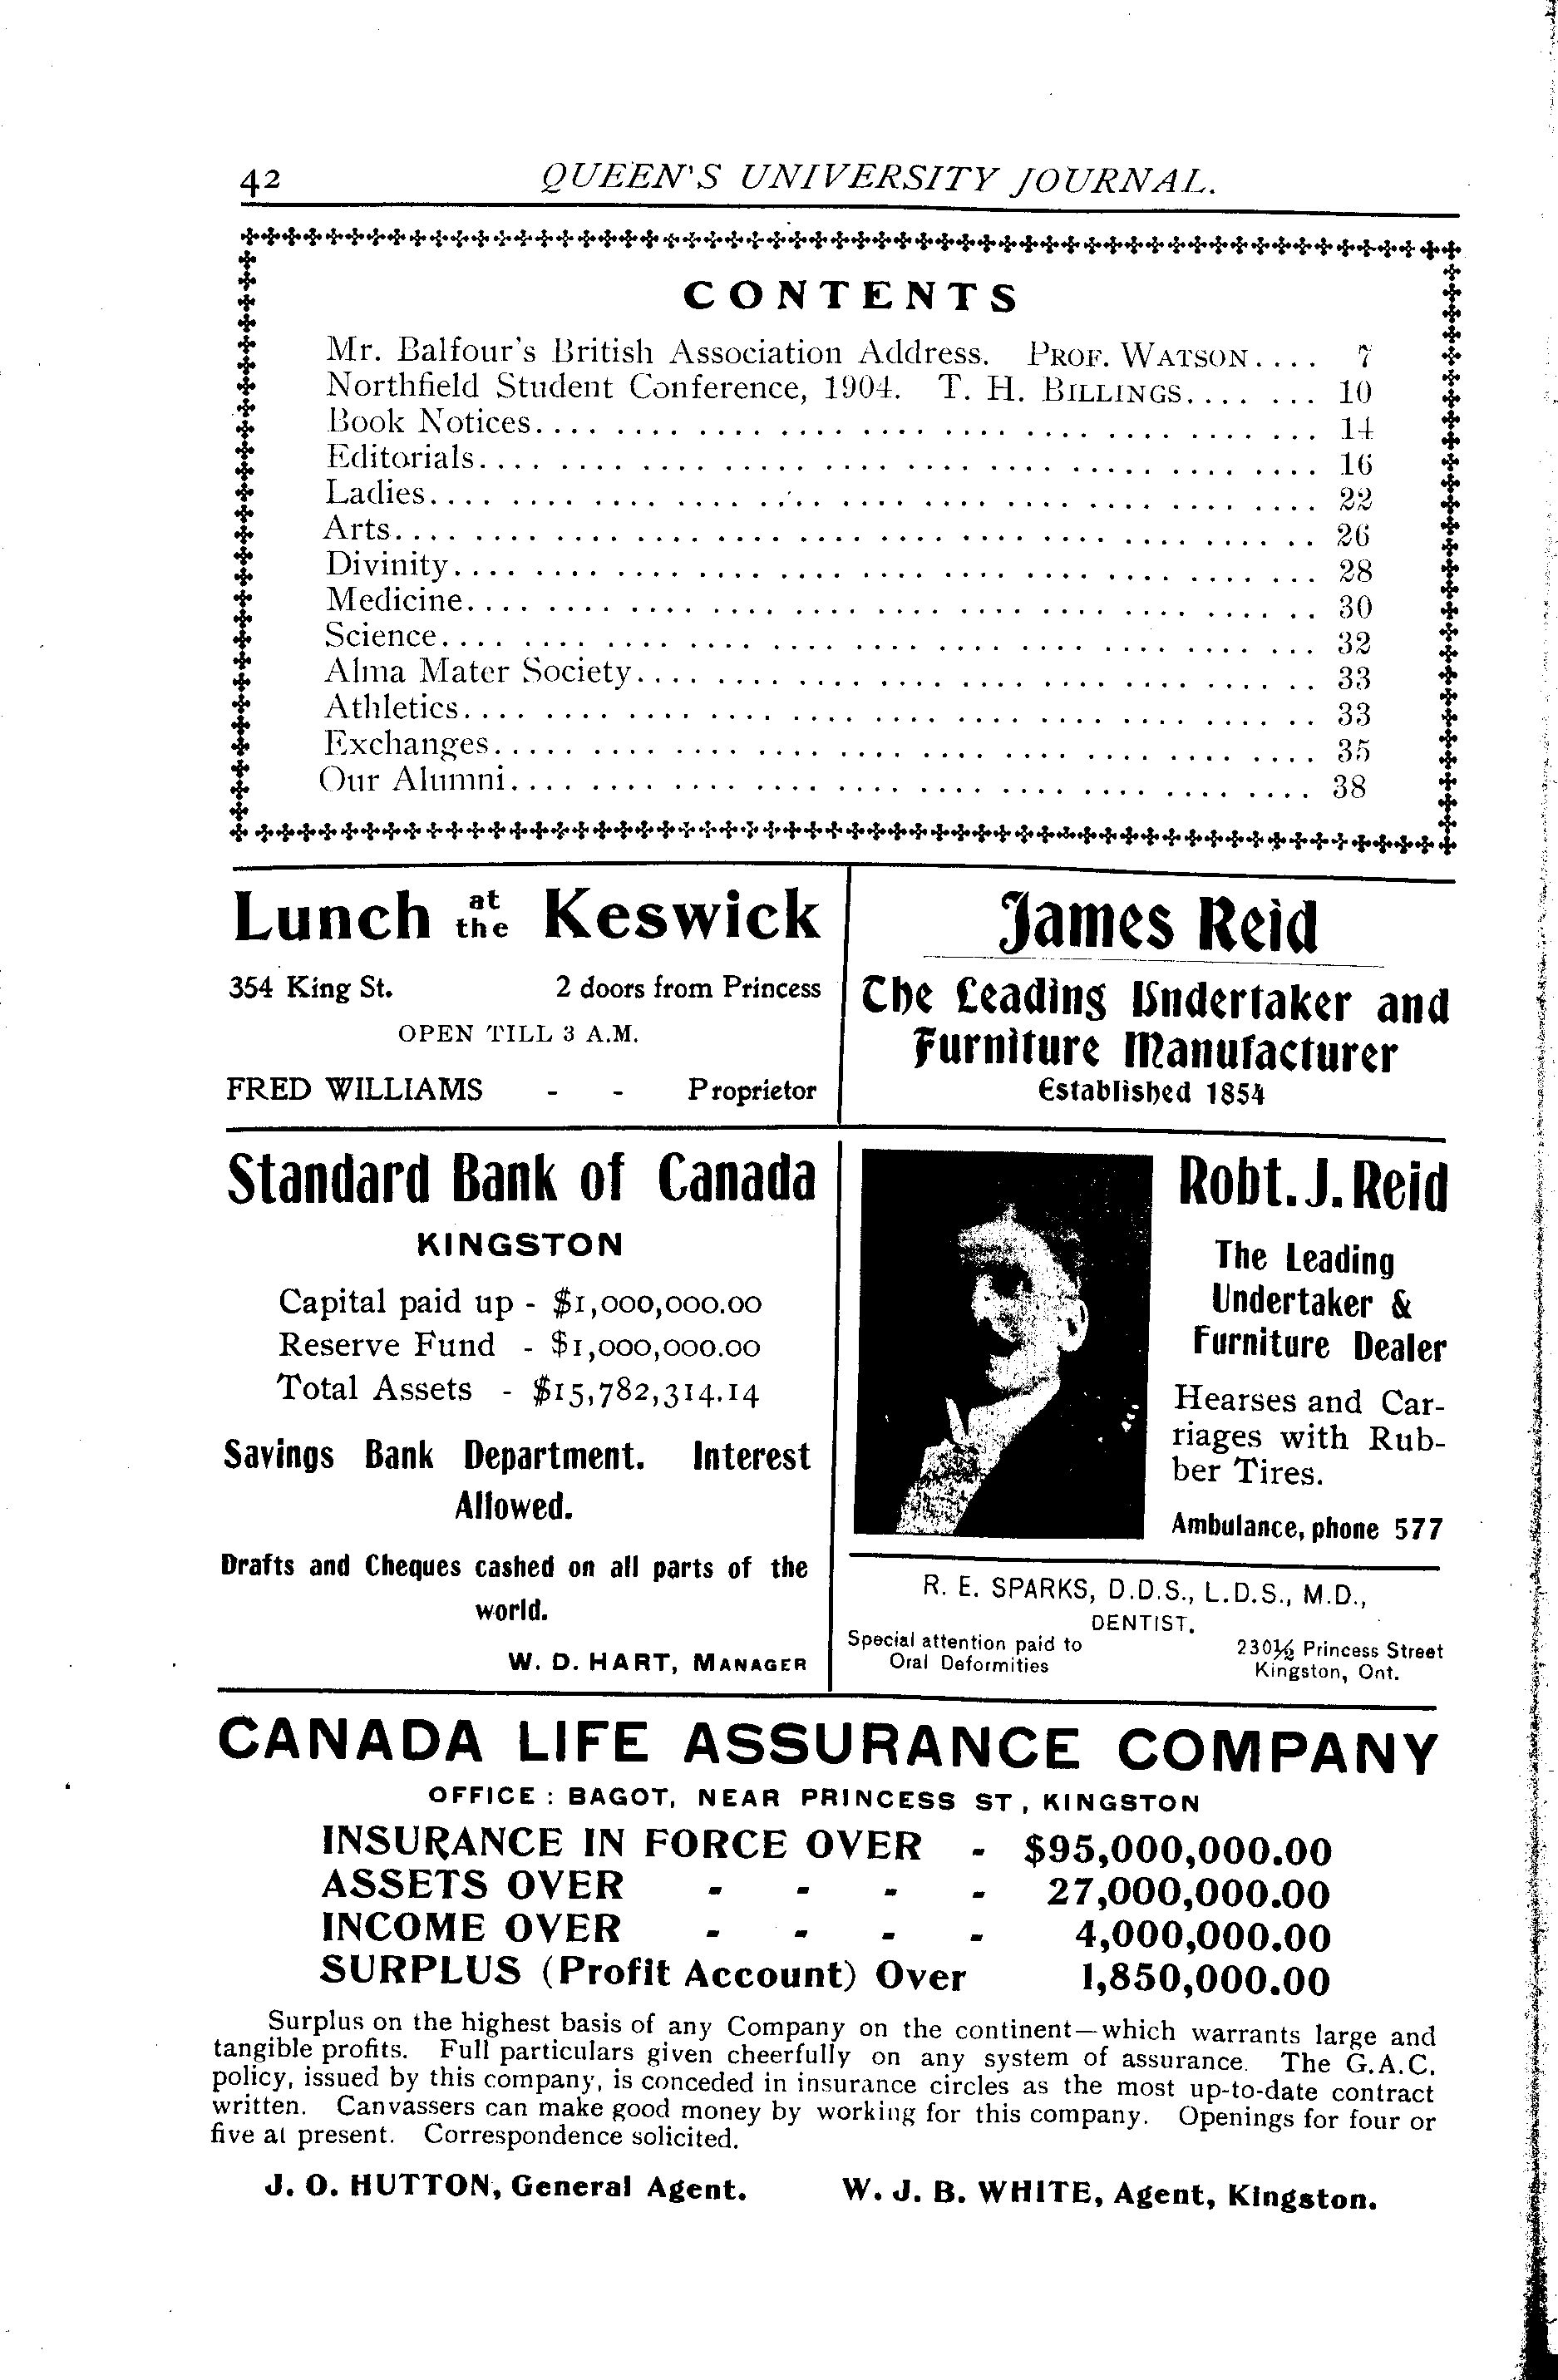 42 QUEEN'S UNIVERSITY JOURNAL.
CONTENTS
Mr. Balfour's British Association Address. PROF. WATSON.... 7
Northfield Student Conference, 1904. T. H. BILLINGS.... ... 10
Book Notices.... 14
Editorials.... 16
Ladies.... 22
Arts.... 26
Divinity.... 28
Medicine.... 30
Science.... 32
Alma Mater Society.... 33
Athletics.... 33
Exchanges.... 35
Our Alumni.... 38
Lunch at the Keswick
354 King St. 2 doors from Princess
OPEN TILL 3 A.M.
FRED WILLIAMS - - Proprietor
James Reid
The Leading Undertaker and
Furniture Manufacturer
Established 1854
Standard Bank of Canada
KINGSTON
Capital paid up - $1,000,000.00
Reserve Fund - $1,000,000.00
Total Assets - $15,782,314.14
Savings Bank Department. Interest
Allowed.
Drafts and Cheques cashed on all parts of the
world.
W. D. HART, MANAGER
Robt. J. Reid
The Leading
Undertaker &
Furniture Dealer
Hearses and Car-
riages with Rub-
ber Tires.
Ambulance, phone 577
R. E. SPARKS, D.D.S., L.D.S., M.D.,
DENTIST.
Special attention paid to
Oral Deformities
230½ Princess Street
Kingston, Ont.
CANADA LIFE ASSURANCE COMPANY
OFFICE : BAGOT, NEAR PRINCESS ST, KINGSTON
INSURANCE IN FORCE OVER - $95,000,000.00
ASSETS OVER - - - - 27,000,000.00
INCOME OVER - - - - 4,000,000.00
SURPLUS (Profit Account) Over 1,850,000.00
Surplus on the highest basis of any Company on the continent—which warrants large and
tangible profits. Full particulars given cheerfully on any system of assurance. The G.A.C.
policy, issued by this company, is conceded in insurance circles as the most up-to-date contract
written. Canvassers can make good money by working for this company. Openings for four or
five at present. Correspondence solicited.
J. O. HUTTON, General Agent. W. J. B. WHITE, Agent, Kingston.